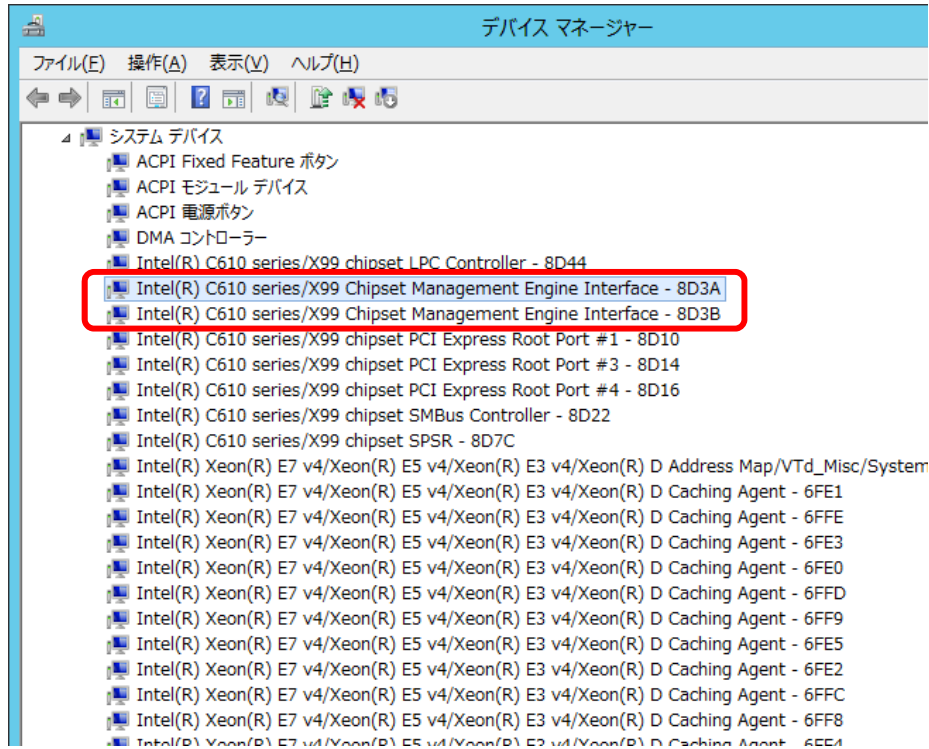 デバイス マネージャー
ファイル(F) 操作(A) 表示(V) ヘルプ(H)
システム デバイス
ACPI Fixed Feature ボタン
ACPI モジュール デバイス
ACPI 電源ボタン
DMA コントローラー
Intel(R) C610 series/X99 chipset LPC Controller - 8D44
Intel(R) C610 series/X99 Chipset Management Engine Interface - 8D3A
Intel(R) C610 series/X99 Chipset Management Engine Interface - 8D3B
Intel(R) C610 series/X99 chipset PCI Express Root Port #1 - 8D10
Intel(R) C610 series/X99 chipset PCI Express Root Port #3 - 8D14
Intel(R) C610 series/X99 chipset PCI Express Root Port #4 - 8D16
Intel(R) C610 series/X99 chipset SMBus Controller - 8D22
Intel(R) C610 series/X99 chipset SPSR - 8D7C
Intel(R) Xeon(R) E7 v4/Xeon(R) E5 v4/Xeon(R) E3 v4/Xeon(R) D Address Map/VTd_Misc/System
Intel(R) Xeon(R) E7 v4/Xeon(R) E5 v4/Xeon(R) E3 v4/Xeon(R) D Caching Agent - 6FE1
Intel(R) Xeon(R) E7 v4/Xeon(R) E5 v4/Xeon(R) E3 v4/Xeon(R) D Caching Agent - 6FFE
Intel(R) Xeon(R) E7 v4/Xeon(R) E5 v4/Xeon(R) E3 v4/Xeon(R) D Caching Agent - 6FE3
Intel(R) Xeon(R) E7 v4/Xeon(R) E5 v4/Xeon(R) E3 v4/Xeon(R) D Caching Agent - 6FE0
Intel(R) Xeon(R) E7 v4/Xeon(R) E5 v4/Xeon(R) E3 v4/Xeon(R) D Caching Agent - 6FFD
Intel(R) Xeon(R) E7 v4/Xeon(R) E5 v4/Xeon(R) E3 v4/Xeon(R) D Caching Agent - 6FF9
Intel(R) Xeon(R) E7 v4/Xeon(R) E5 v4/Xeon(R) E3 v4/Xeon(R) D Caching Agent - 6FE5
Intel(R) Xeon(R) E7 v4/Xeon(R) E5 v4/Xeon(R) E3 v4/Xeon(R) D Caching Agent - 6FE2
Intel(R) Xeon(R) E7 v4/Xeon(R) E5 v4/Xeon(R) E3 v4/Xeon(R) D Caching Agent - 6FFC
Intel(R) Xeon(R) E7 v4/Xeon(R) E5 v4/Xeon(R) E3 v4/Xeon(R) D Caching Agent - 6FF8
Intel(R) Xeon(R) E7 v4/Xeon(R) E5 v4/Xeon(R) E3 v4/Xeon(R) D Caching Agent - 6FE4